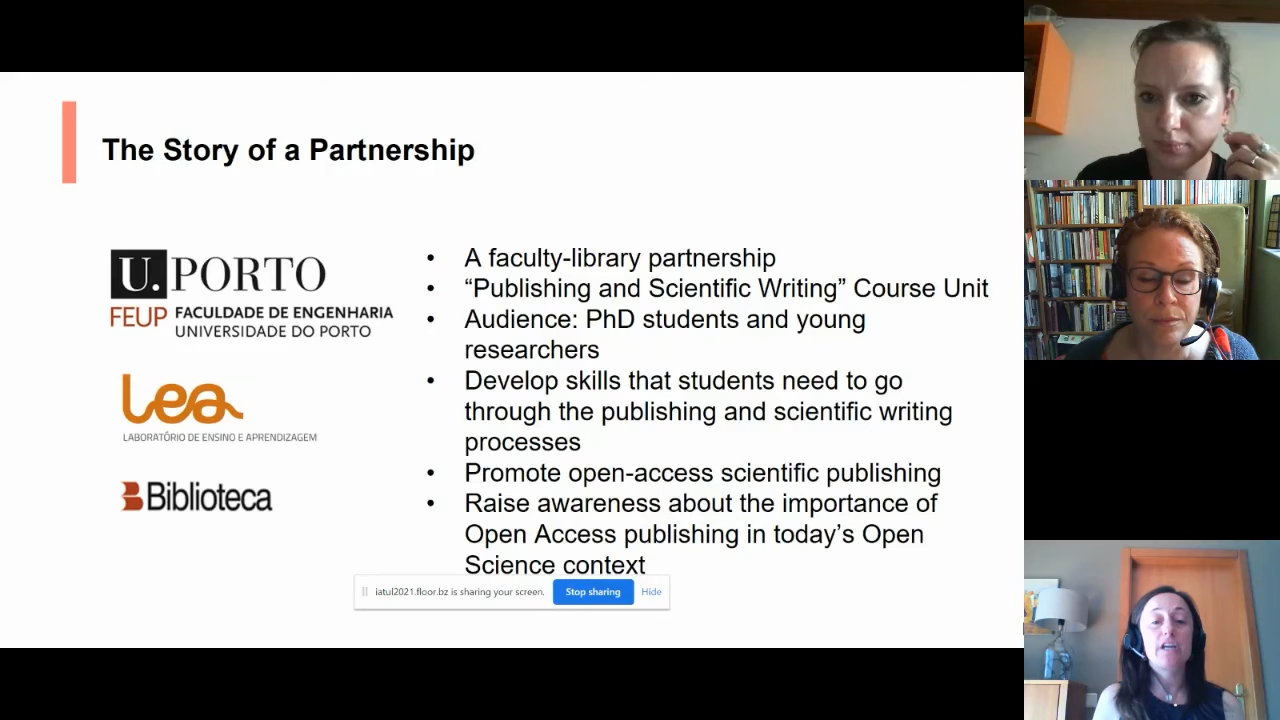 The Story of a Partnership
U.PORTO
FEUP FACULDADE DE ENGENHARIA
UNIVERSIDADE DO PORTO
lea
LABORATÓRIO DE ENSINO E APRENDIZAGEM
Biblioteca
• A faculty-library partnership
• “Publishing and Scientific Writing” Course Unit
• Audience: PhD students and young
researchers
• Develop skills that students need to go
through the publishing and scientific writing
processes
• Promote open-access scientific publishing
• Raise awareness about the importance of
Open Access publishing in today’s Open
Science context
iatul2021.floor.bz is sharing your screen. Stop sharing Hide